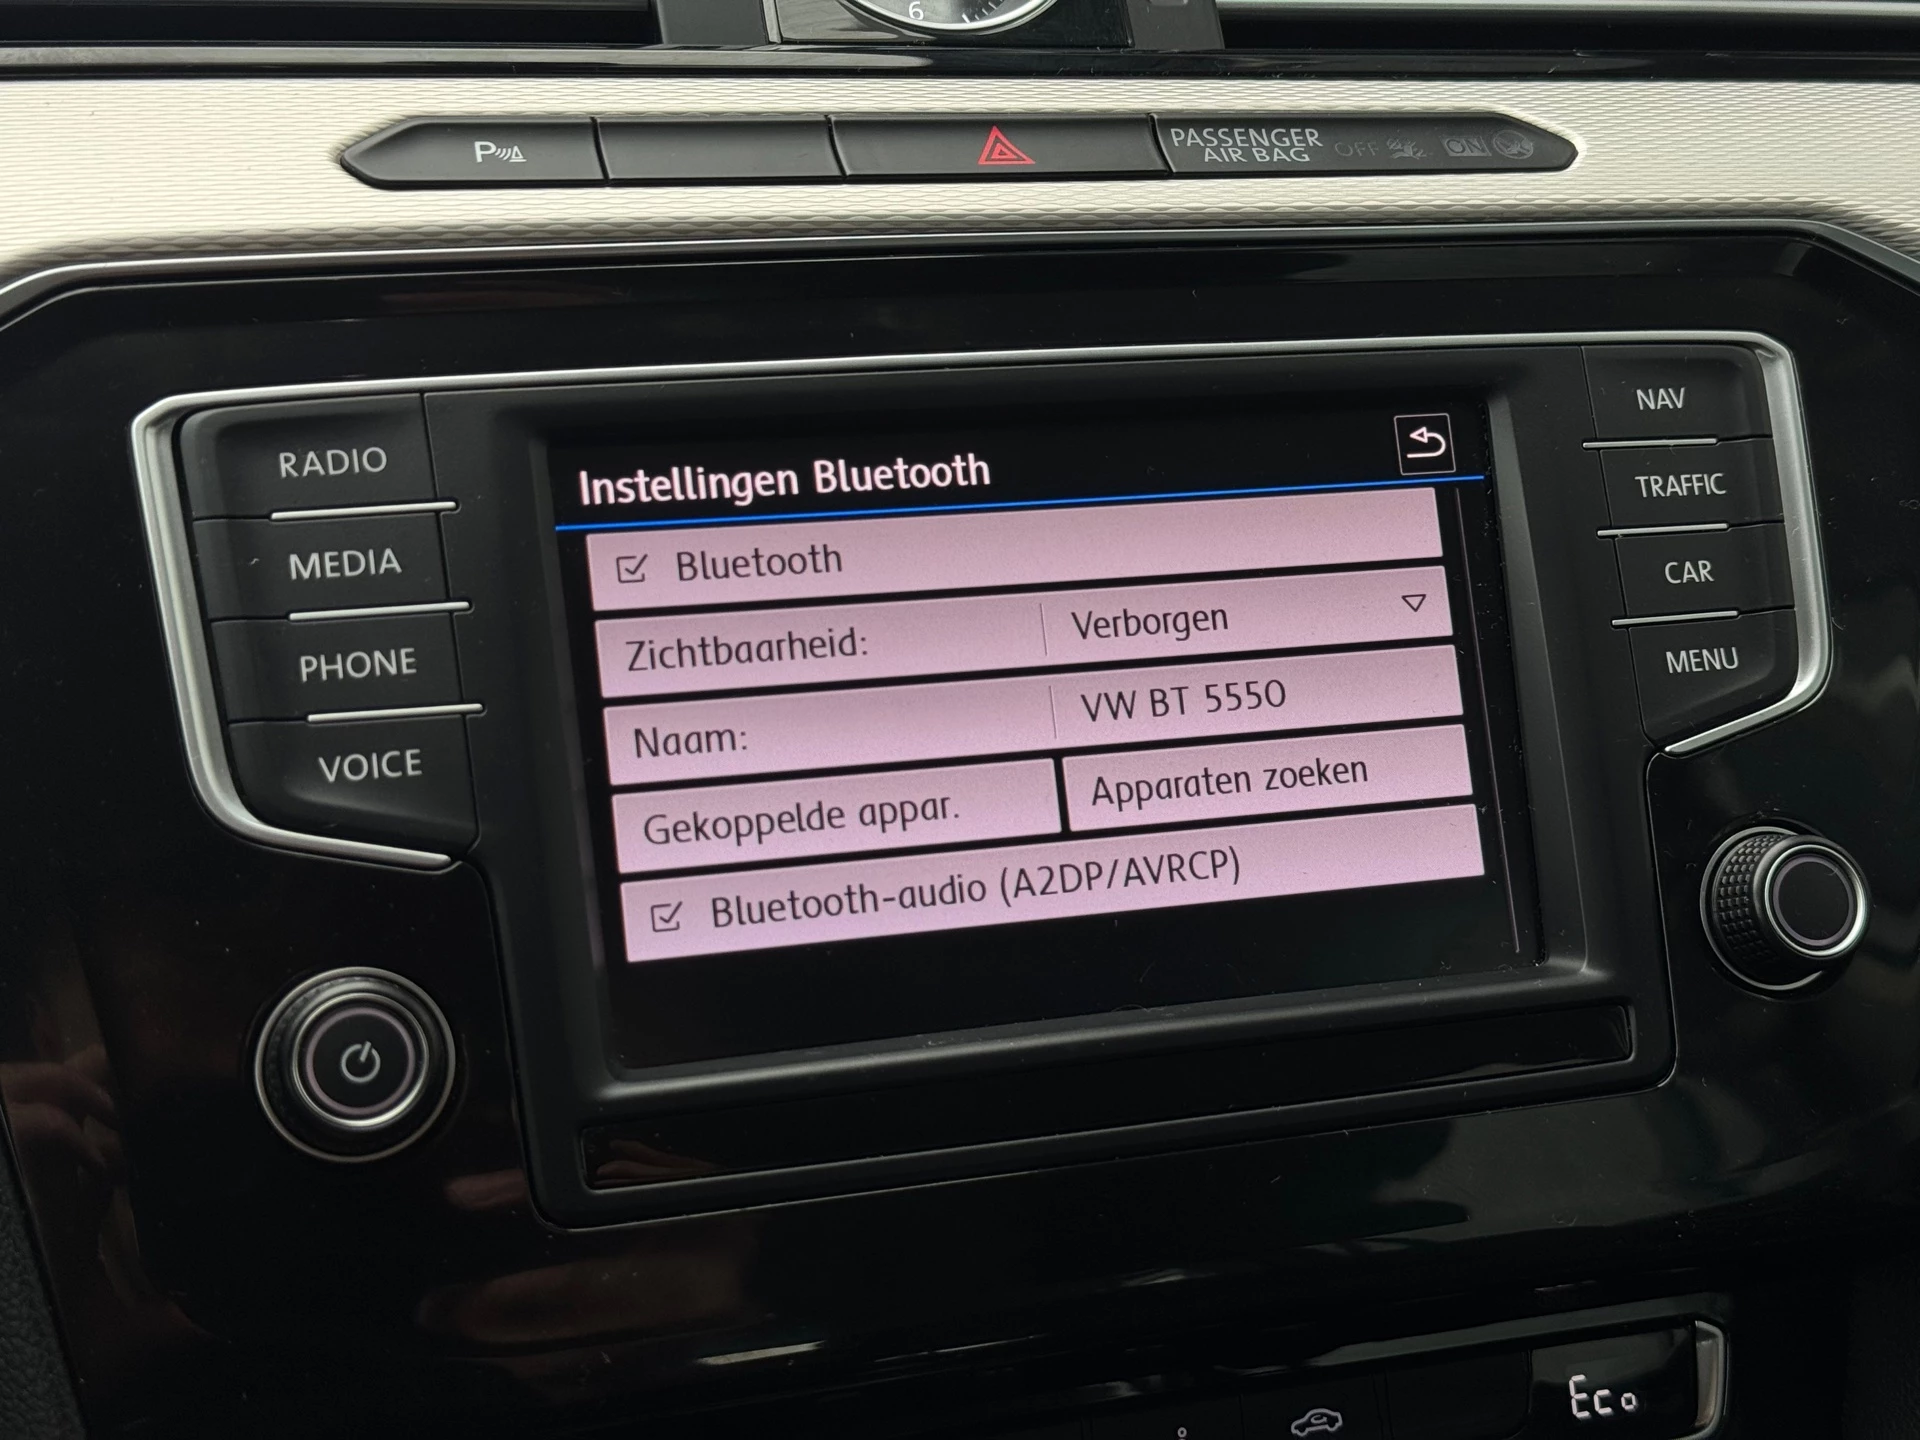 6
P
PASSENGER
AIR BAG
OFF
ON
RADIO
MEDIA
PHONE
VOICE
Instellingen Bluetooth
Bluetooth
Zichtbaarheid: Verborgen
Naam: VW BT 5550
Gekoppelde appar. Apparaten zoeken
Bluetooth-audio (A2DP/AVRCP)
NAV
TRAFFIC
CAR
MENU
Eco